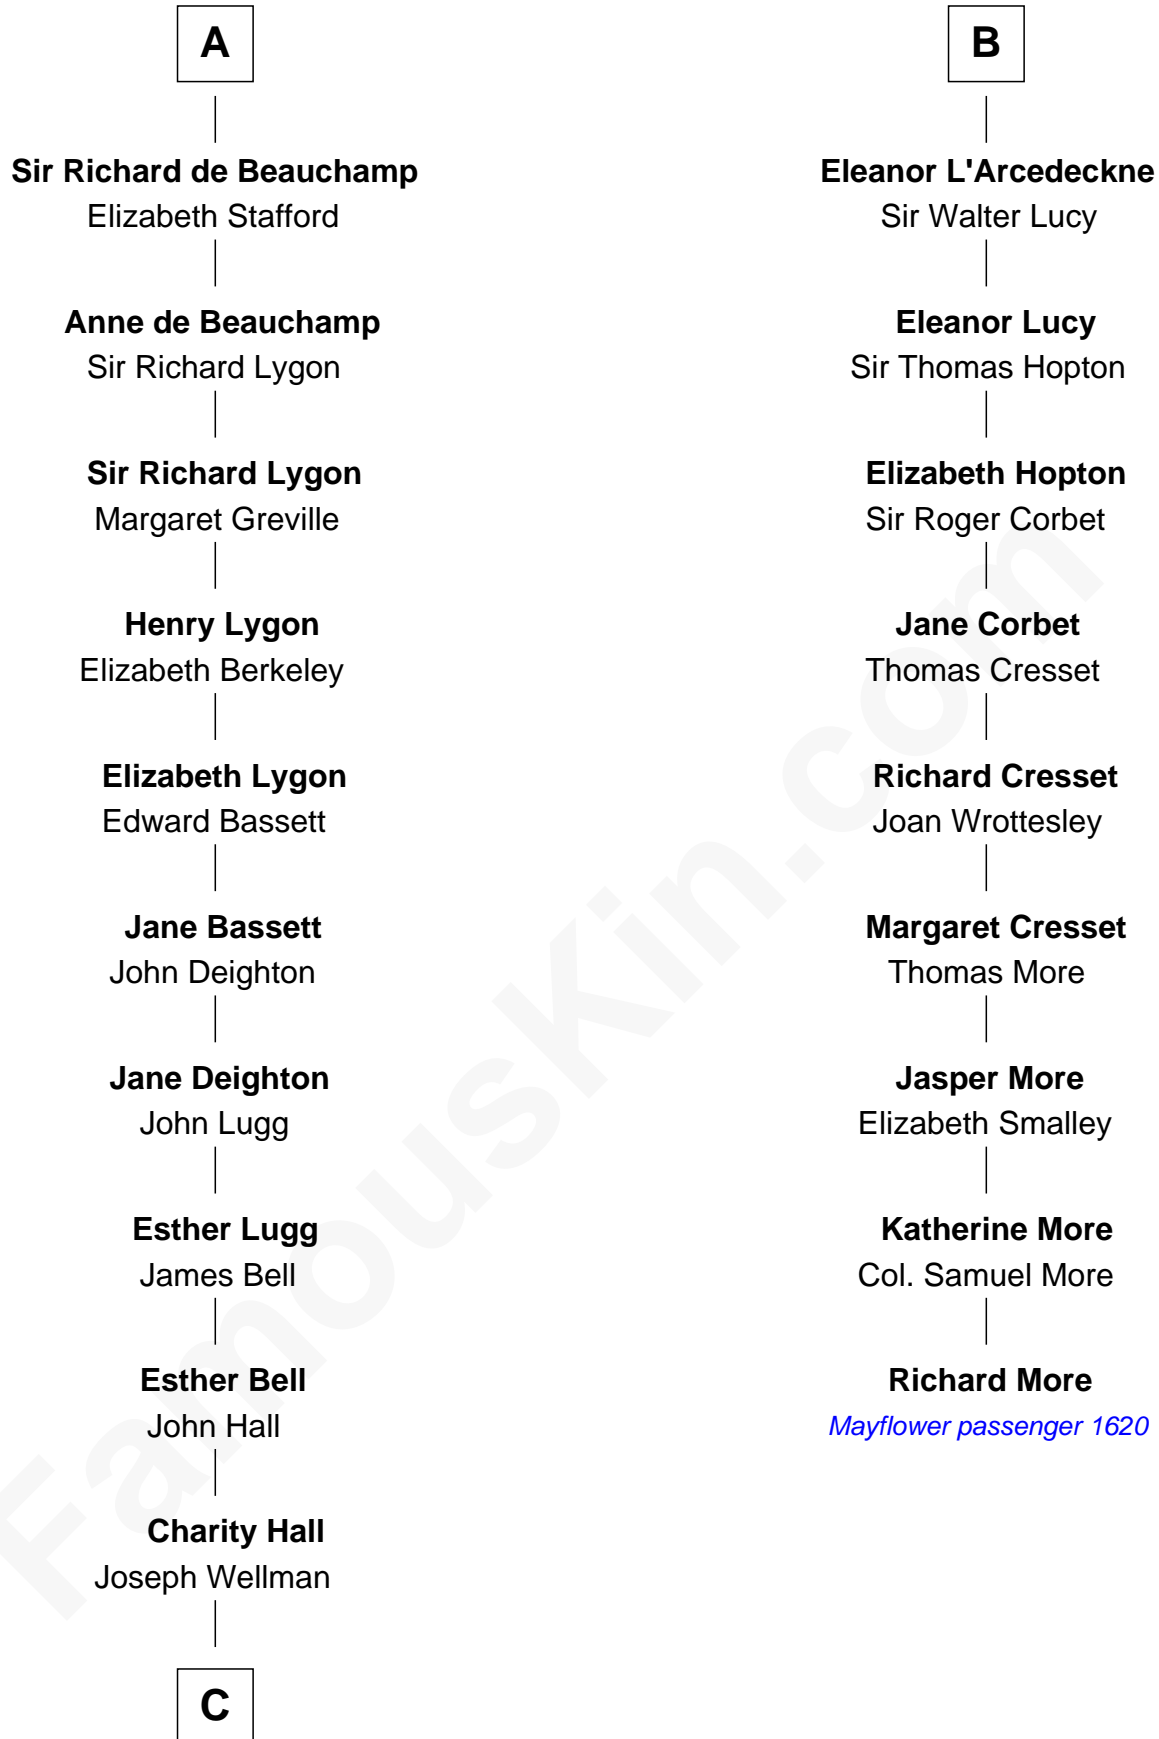 A
Sir Richard de Beauchamp
Elizabeth Stafford
Anne de Beauchamp
Sir Richard Lygon
Sir Richard Lygon
Margaret Greville
Henry Lygon
Elizabeth Berkeley
Elizabeth Lygon
Edward Bassett
Jane Bassett
John Deighton
Jane Deighton
John Lugg
Esther Lugg
James Bell
Esther Bell
John Hall
Charity Hall
Joseph Wellman
C
B
Eleanor L'Arcedeckne
Sir Walter Lucy
Eleanor Lucy
Sir Thomas Hopton
Elizabeth Hopton
Sir Roger Corbet
Jane Corbet
Thomas Cresset
Richard Cresset
Joan Wrottesley
Margaret Cresset
Thomas More
Jasper More
Elizabeth Smalley
Katherine More
Col. Samuel More
Richard More
Mayflower passenger 1620
FamousKin.com